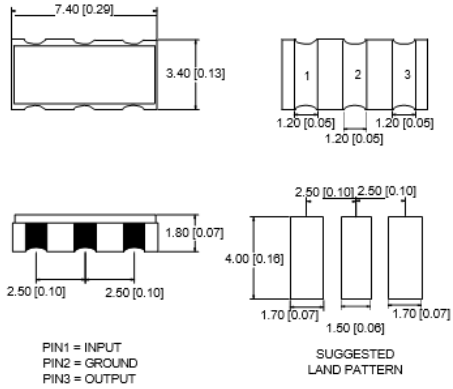 7.40 [0.29]
3.40 [0.13]
1 2 3
1.20 [0.05] 1.20 [0.05]
1.20 [0.05]
1.80 [0.07]
2.50 [0.10] 2.50 [0.10]
2.50 [0.10] 2.50 [0.10]
4.00 [0.16]
1.70 [0.07] 1.70 [0.07]
1.50 [0.06]
PIN1 = INPUT
PIN2 = GROUND
PIN3 = OUTPUT
SUGGESTED
LAND PATTERN